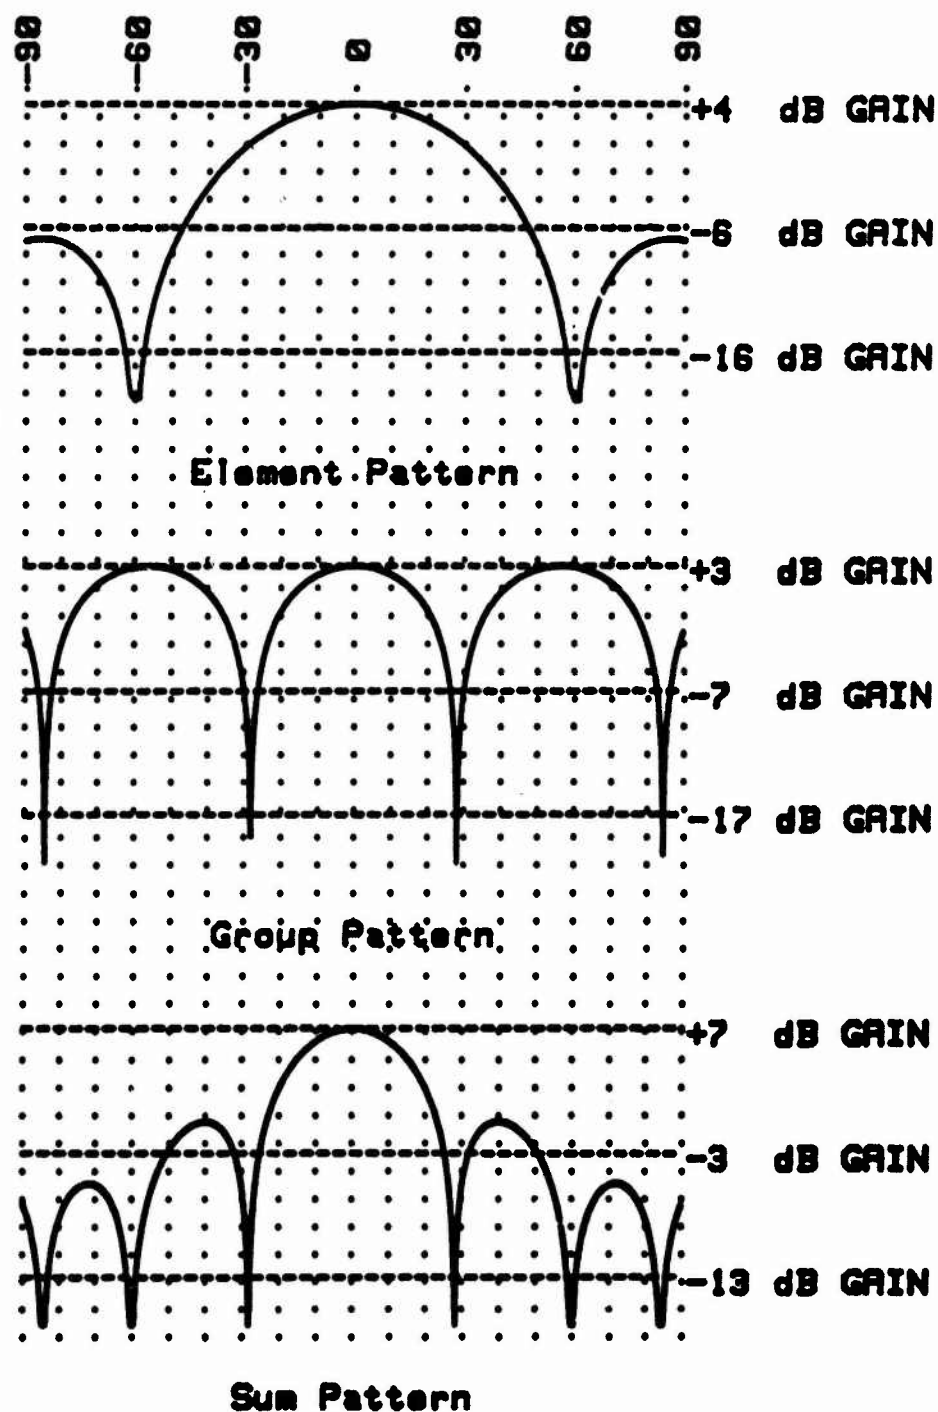 -90 -60 -30 0 30 60 90
+4 dB GAIN
-6 dB GAIN
-16 dB GAIN
Element Pattern
+3 dB GAIN
-7 dB GAIN
-17 dB GAIN
Group Pattern
+7 dB GAIN
-3 dB GAIN
-13 dB GAIN
Sum Pattern